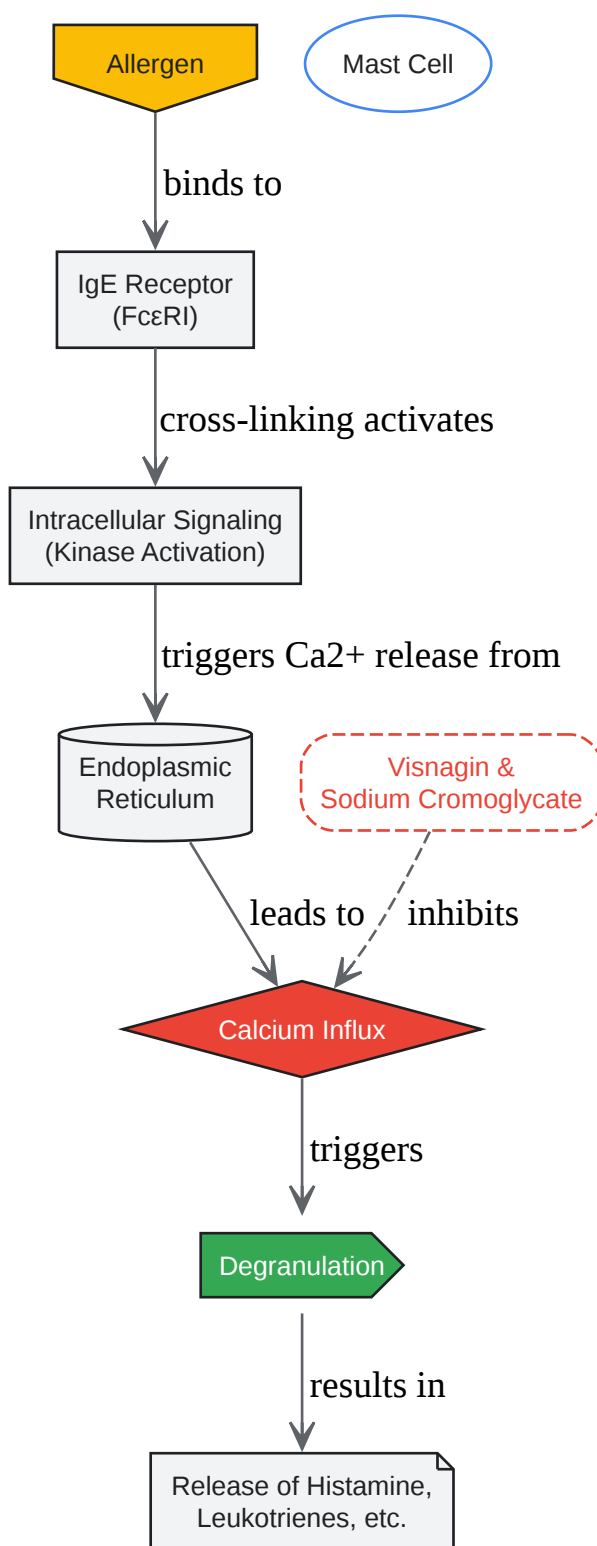 Allergen
Mast Cell
binds to
IgE Receptor
(FcεRI)
cross-linking activates
Intracellular Signaling
(Kinase Activation)
triggers Ca2+ release from
Endoplasmic
Reticulum
Visnagin &
Sodium Cromoglycate
leads to
inhibits
Calcium Influx
triggers
Degranulation
results in
Release of Histamine,
Leukotrienes, etc.